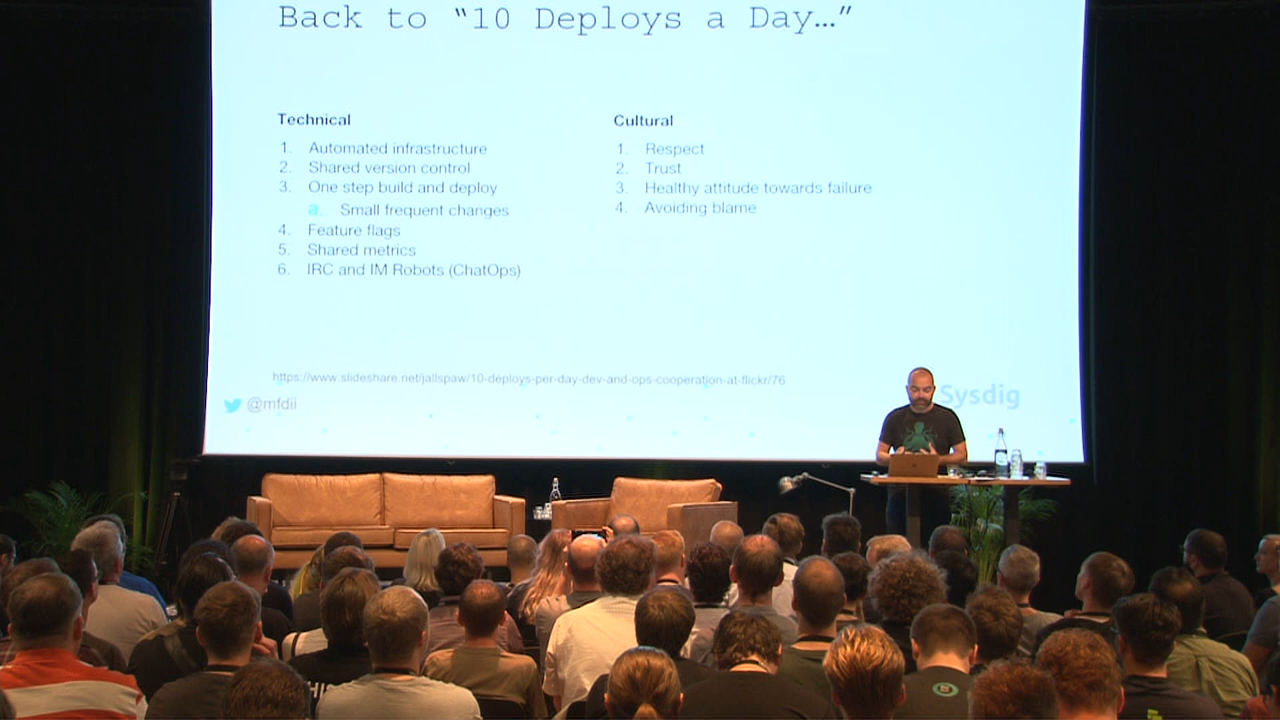 Back to “10 Deploys a Day…”
Technical
1. Automated infrastructure
2. Shared version control
3. One step build and deploy
a. Small frequent changes
4. Feature flags
5. Shared metrics
6. IRC and IM Robots (ChatOps)
Cultural
1. Respect
2. Trust
3. Healthy attitude towards failure
4. Avoiding blame
https://www.slideshare.net/jallspaw/10-deploys-per-day-dev-and-ops-cooperation-at-flickr/76
@mfdii
Sysdig